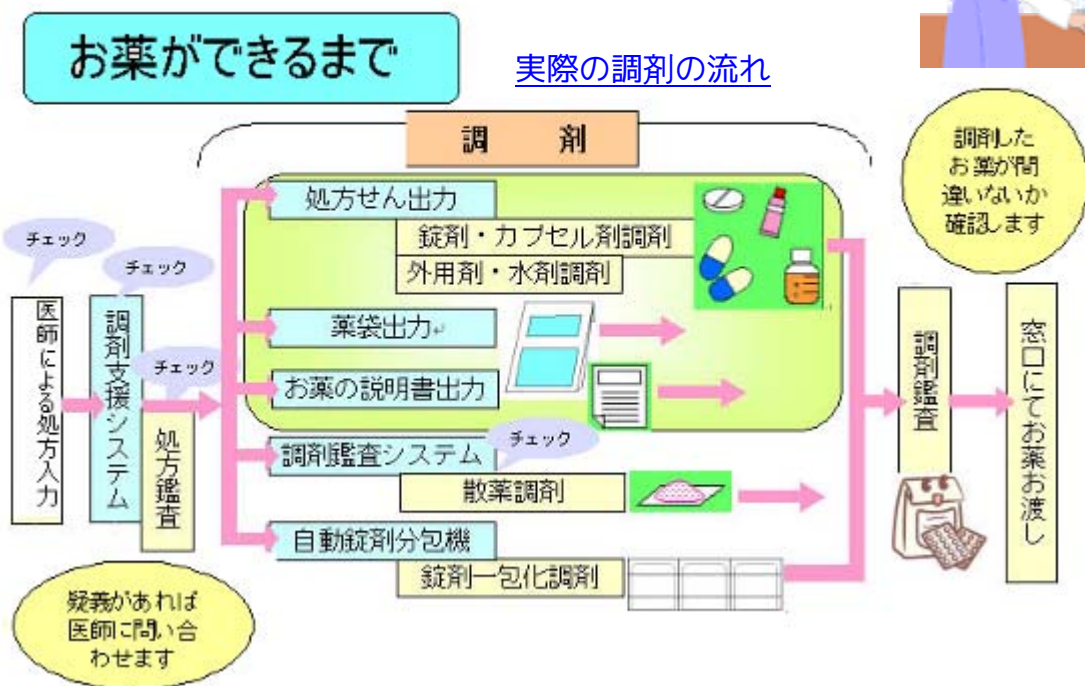 お薬ができるまで
実際の調剤の流れ
調剤
調剤した
お薬が間
違いないか
確認します
処方せん出力
錠剤・カプセル剤調剤
外用剤・水剤調剤
チェック
チェック
チェック
医師による処方入力
調剤支援システム
処方鑑査
薬袋出力↵
お薬の説明書出力
調剤鑑査システム
チェック
散薬調剤
自動錠剤分包機
錠剤一包化調剤
調剤鑑査
窓口にてお薬お渡し
疑義があれば
医師に問い合
わせます